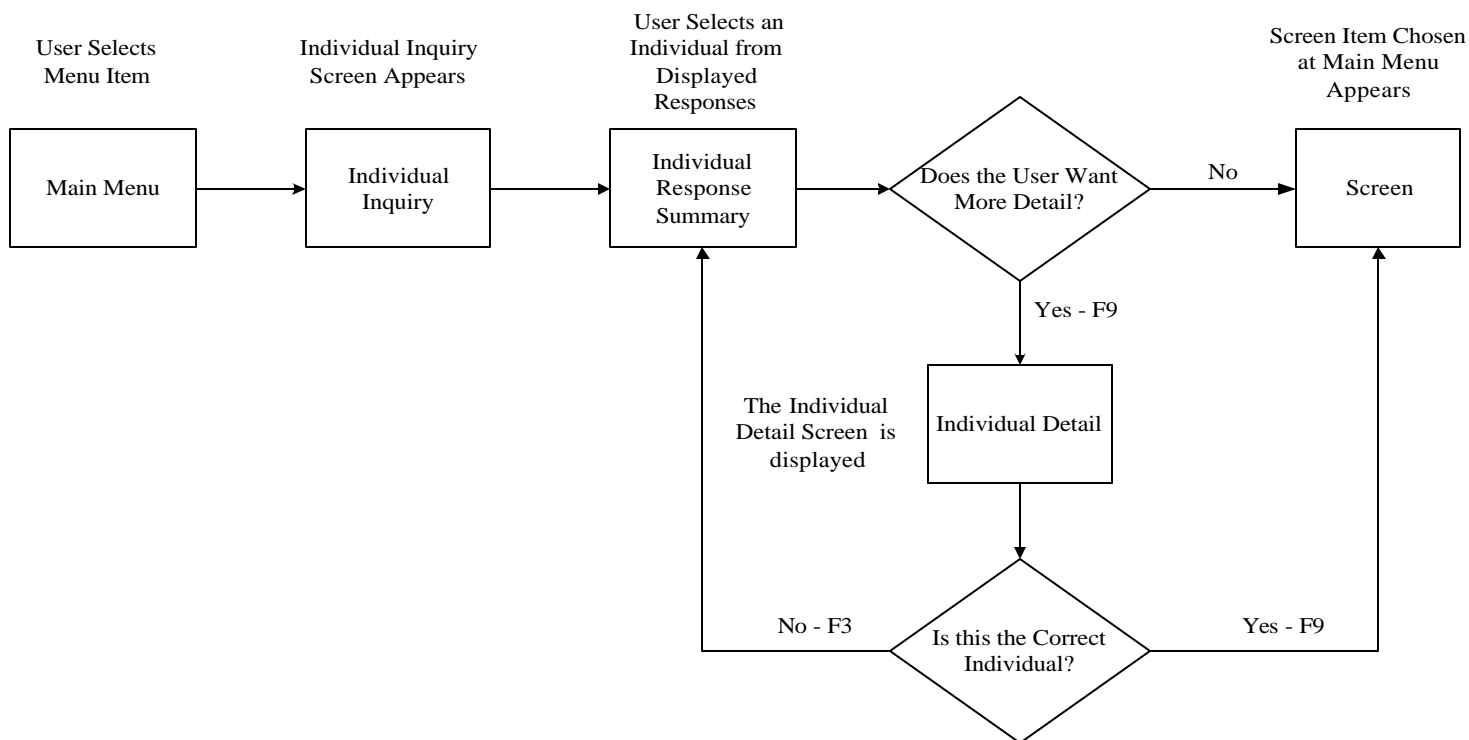 User Selects
Menu Item
Individual Inquiry
Screen Appears
User Selects an
Individual from
Displayed
Responses
Screen Item Chosen
at Main Menu
Appears
Main Menu
Individual
Inquiry
Individual
Response
Summary
Does the User Want
More Detail?
No
Screen
Yes - F9
The Individual
Detail Screen is
displayed
Individual Detail
No - F3
Is this the Correct
Individual?
Yes - F9